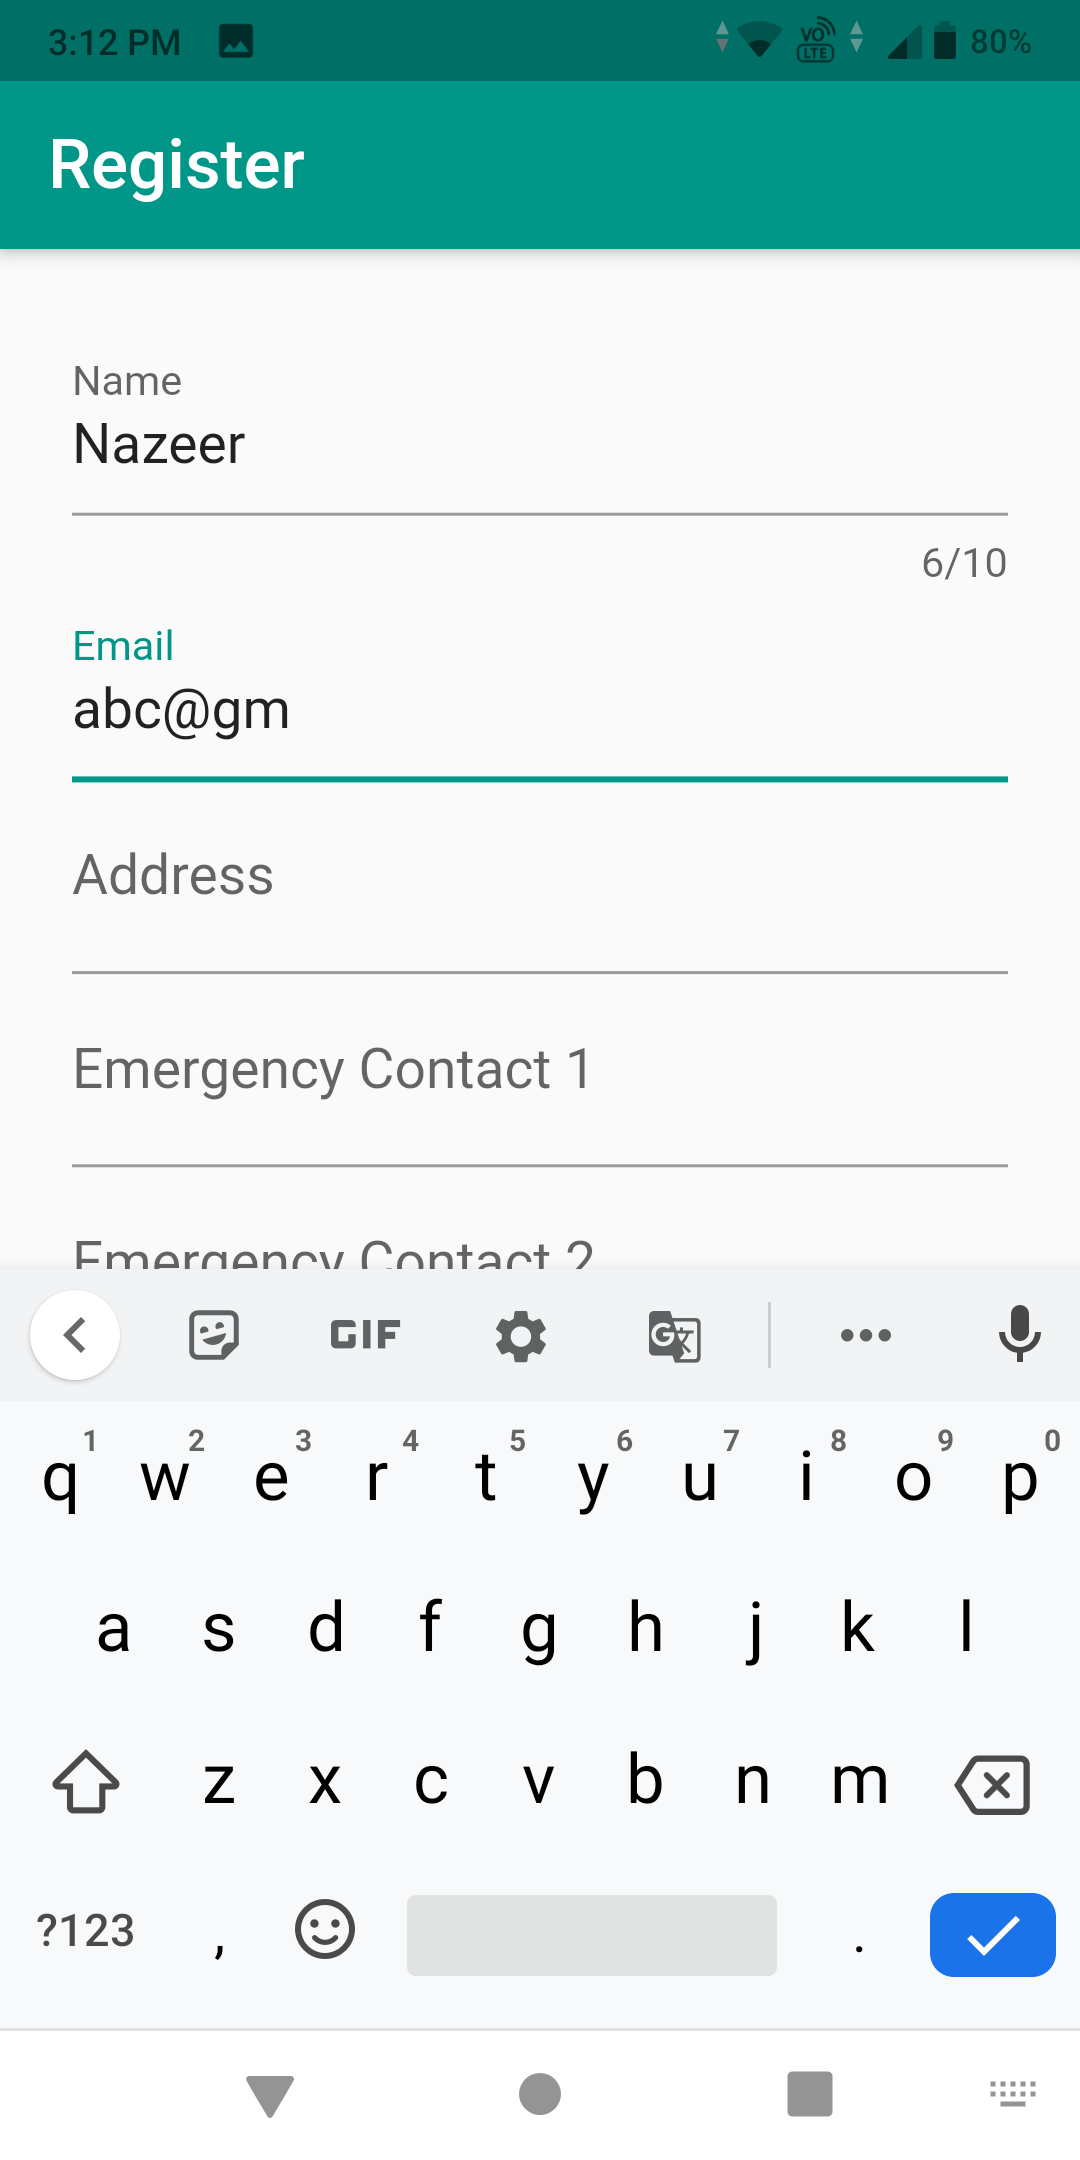 3:12 PM VO LTE 80%
Register
Name
Nazeer
6/10
Email
abc@gm
Address
Emergency Contact 1
Emergency Contact 2
GIF G 文
1 2 3 4 5 6 7 8 9 0
q w e r t y u i o p
a s d f g h j k l
z x c v b n m
?123 , .